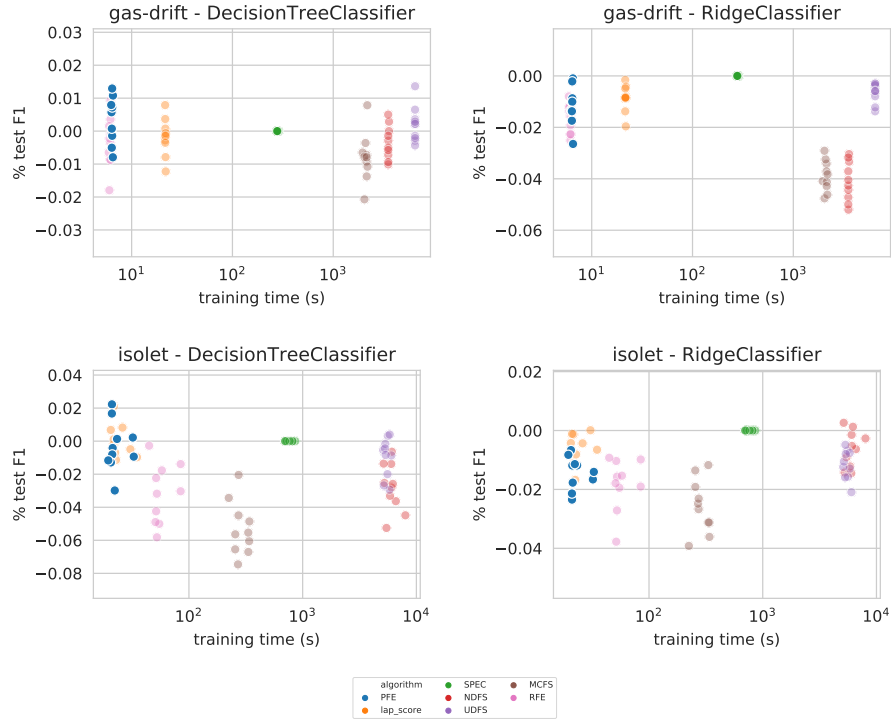 gas-drift - DecisionTreeClassifier
0.03
0.02
0.01
0.00
−0.01
−0.02
−0.03
% test F1
10¹
10²
10³
training time (s)
gas-drift - RidgeClassifier
0.00
−0.02
−0.04
−0.06
% test F1
10¹
10²
10³
training time (s)
isolet - DecisionTreeClassifier
0.04
0.02
0.00
−0.02
−0.04
−0.06
−0.08
% test F1
10²
10³
10⁴
training time (s)
isolet - RidgeClassifier
0.02
0.00
−0.02
−0.04
% test F1
10²
10³
10⁴
training time (s)
algorithm
PFE
lap_score
SPEC
NDFS
UDFS
MCFS
RFE